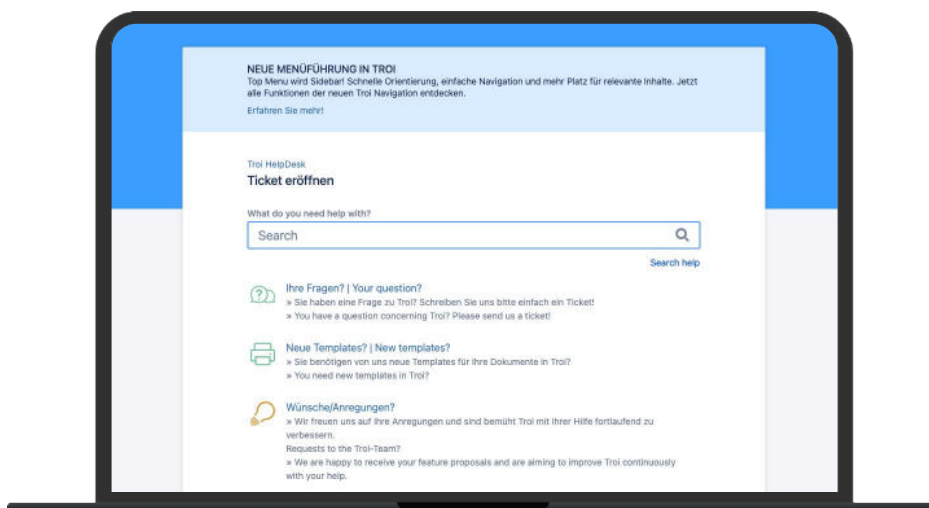 NEUE MENÜFÜHRUNG IN TROI
Top Menu wird Sidebar! Schnelle Orientierung, einfache Navigation und mehr Platz für relevante Inhalte. Jetzt
alle Funktionen der neuen Troi Navigation entdecken.
Erfahren Sie mehr!
Troi HelpDesk
Ticket eröffnen
What do you need help with?
Search
Search help
Ihre Fragen? | Your question?
» Sie haben eine Frage zu Troi? Schreiben Sie uns bitte einfach ein Ticket!
» You have a question concerning Troi? Please send us a ticket!
Neue Templates? | New templates?
» Sie benötigen von uns neue Templates für Ihre Dokumente in Troi?
» You need new templates in Troi?
Wünsche/Anregungen?
» Wir freuen uns auf Ihre Anregungen und sind bemüht Troi mit Ihrer Hilfe fortlaufend zu
verbessern.
Requests to the Troi-Team?
» We are happy to receive your feature proposals and are aiming to improve Troi continuously
with your help.